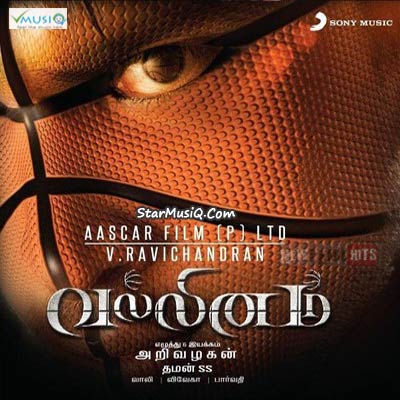 VMUSIQ
SONY MUSIC
StarMusiQ.Com
AASCAR FILM (P) LTD
V.RAVICHANDRAN
HITS
வல்லினம்
எழுத்து & இயக்கம்
அறிவழகன்
தமன் SS
வாலி | விவேகா | பார்வதி